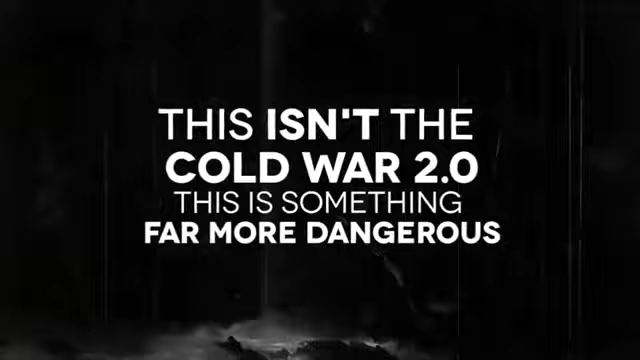 THIS ISN'T THE
COLD WAR 2.0
THIS IS SOMETHING
FAR MORE DANGEROUS